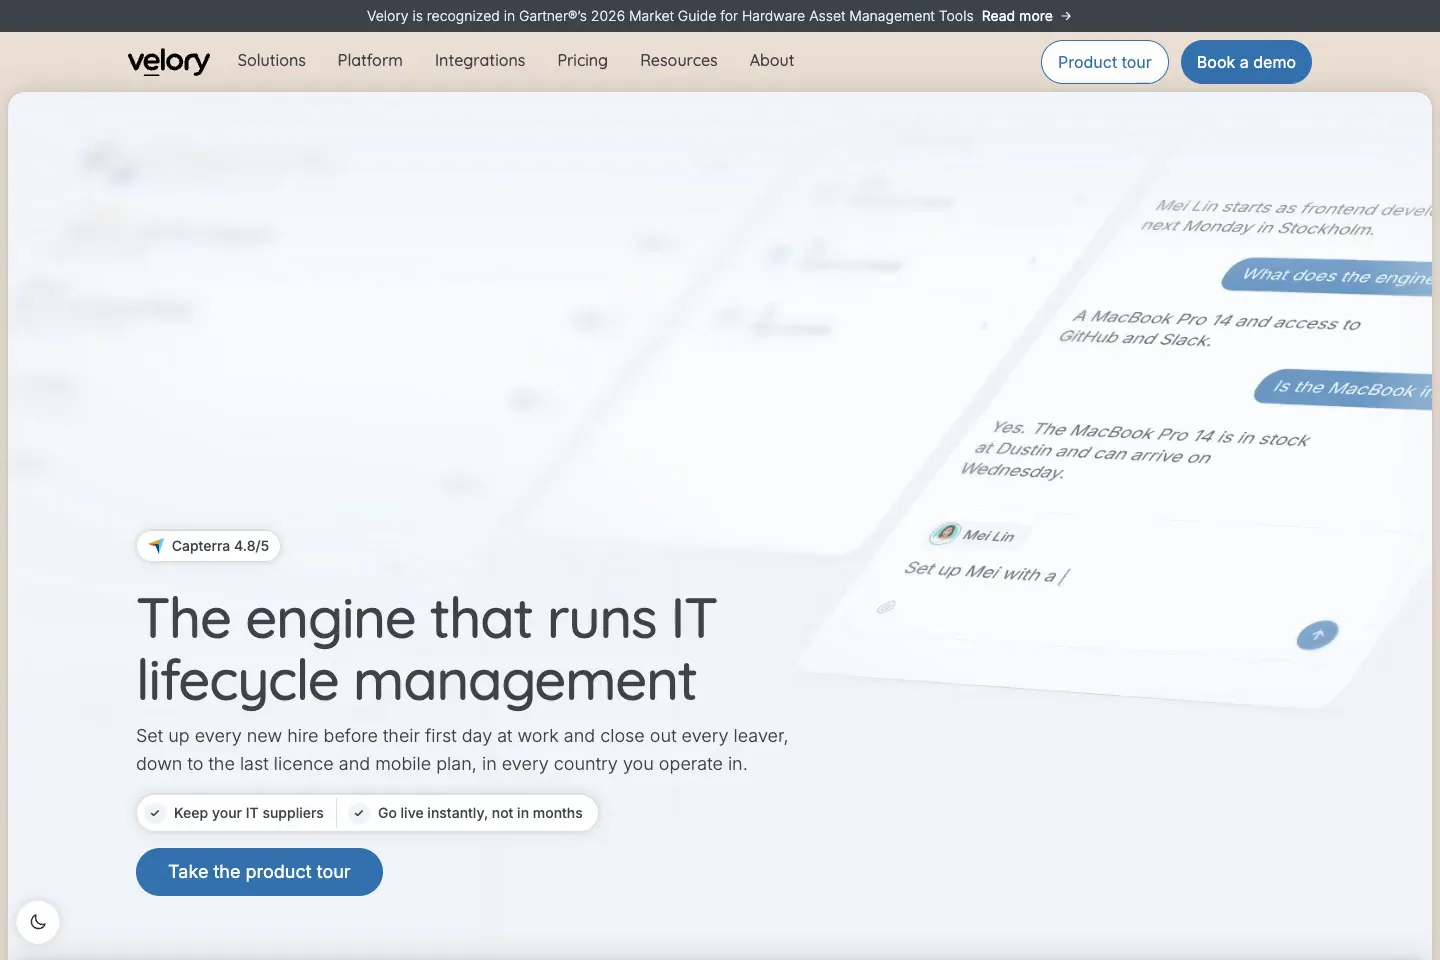 Velory is recognized in Gartner®'s 2026 Market Guide for Hardware Asset Management Tools Read more →
velory
Solutions
Platform
Integrations
Pricing
Resources
About
Product tour
Book a demo
Mei Lin starts as frontend
next Monday in Stockholm.
What does the engine
A MacBook Pro 14 and access to
GitHub and Slack.
Is the MacBook
Yes. The MacBook Pro 14 is in stock
at Dustin and can arrive on
Wednesday.
Mei Lin
Set up Mei with a
Capterra 4.8/5
The engine that runs IT
lifecycle management
Set up every new hire before their first day at work and close out every leaver,
down to the last licence and mobile plan, in every country you operate in.
Keep your IT suppliers
Go live instantly, not in months
Take the product tour